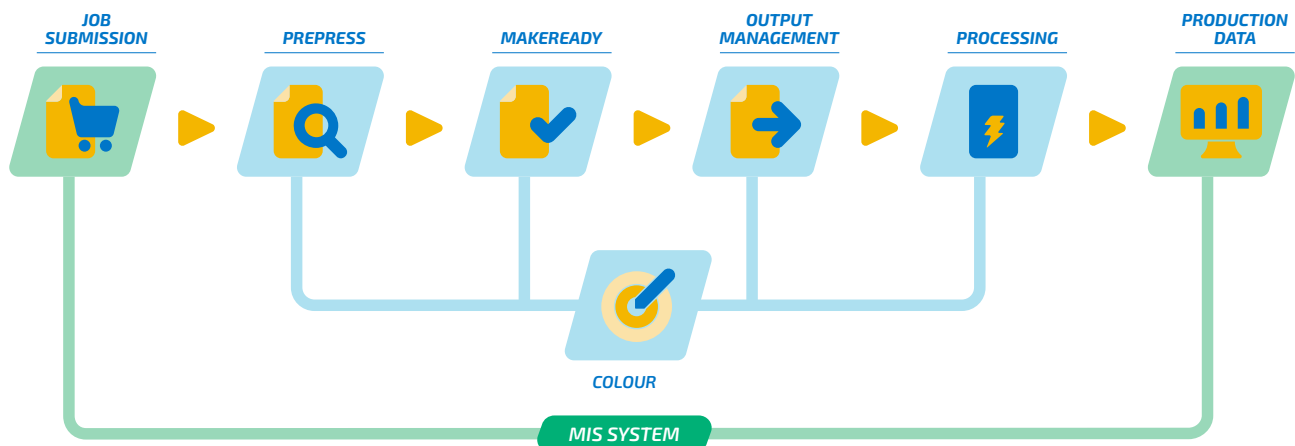 JOB
SUBMISSION
PREPRESS
MAKEREADY
OUTPUT
MANAGEMENT
PROCESSING
PRODUCTION
DATA
COLOUR
MIS SYSTEM